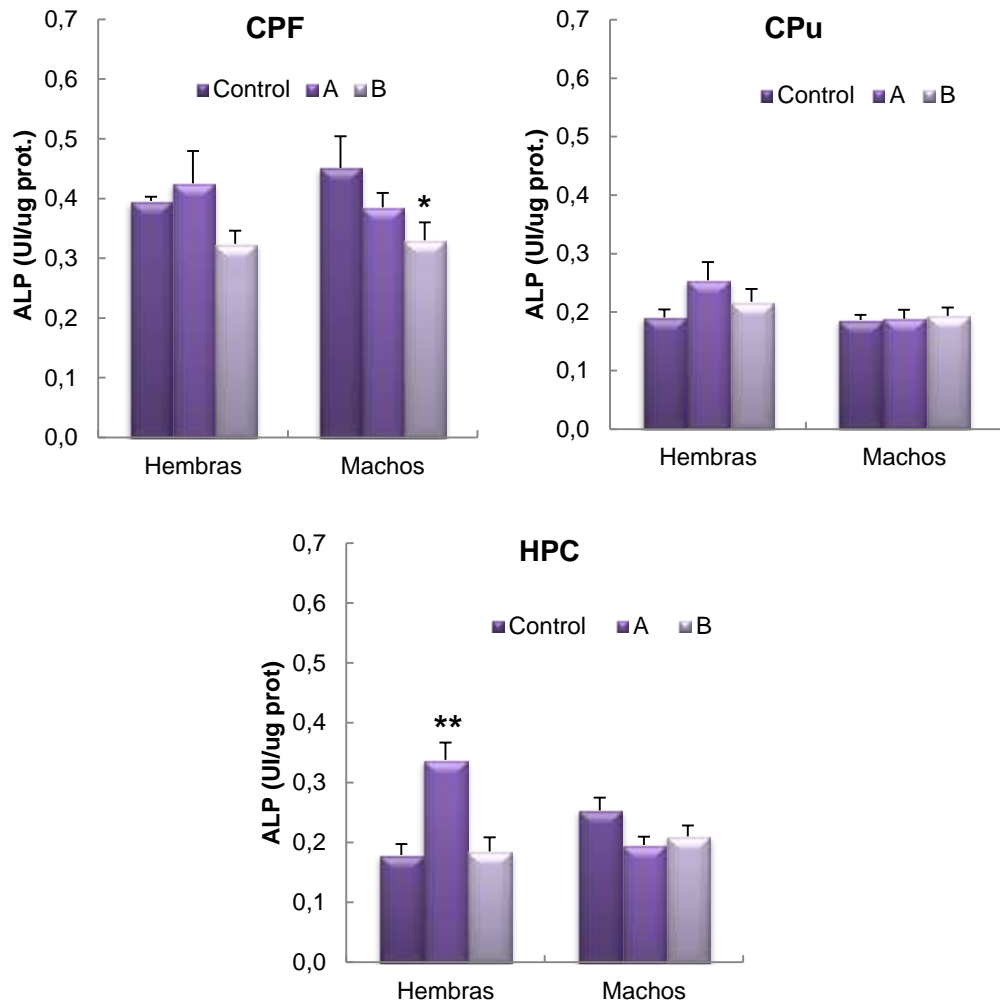 CPF
Control A B
ALP (UI/ug prot.)
0,7
0,6
0,5
0,4
0,3
0,2
0,1
0,0
*
Hembras Machos
CPu
Control A B
ALP (UI/ug prot.)
0,7
0,6
0,5
0,4
0,3
0,2
0,1
0,0
Hembras Machos
HPC
Control A B
ALP (UI/ug prot)
0,7
0,6
0,5
0,4
0,3
0,2
0,1
0,0
**
Hembras Machos